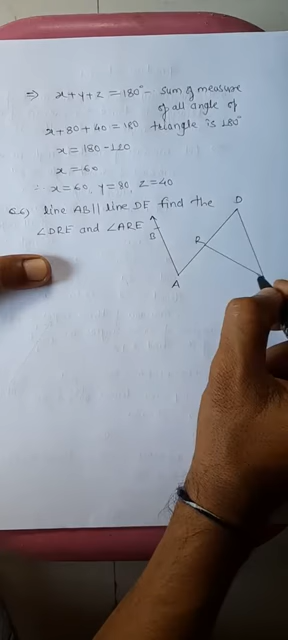 ⇒ x+y+z = 180° - sum of measure
of all angle of
x+80+40 = 180 triangle is 180°
x = 180 - 120
x = 60
∴ x=60, y=80, z=40
Q.6) line AB || line DE find the
∠DRE and ∠ARE
D
B
R
A